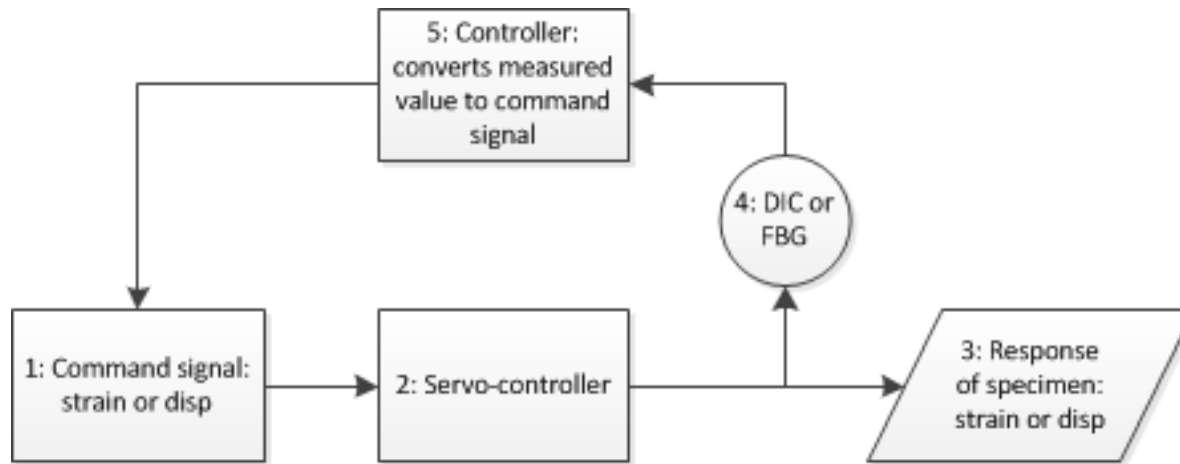 5: Controller:
converts measured
value to command
signal
4: DIC or
FBG
1: Command signal:
strain or disp
2: Servo-controller
3: Response
of specimen:
strain or disp